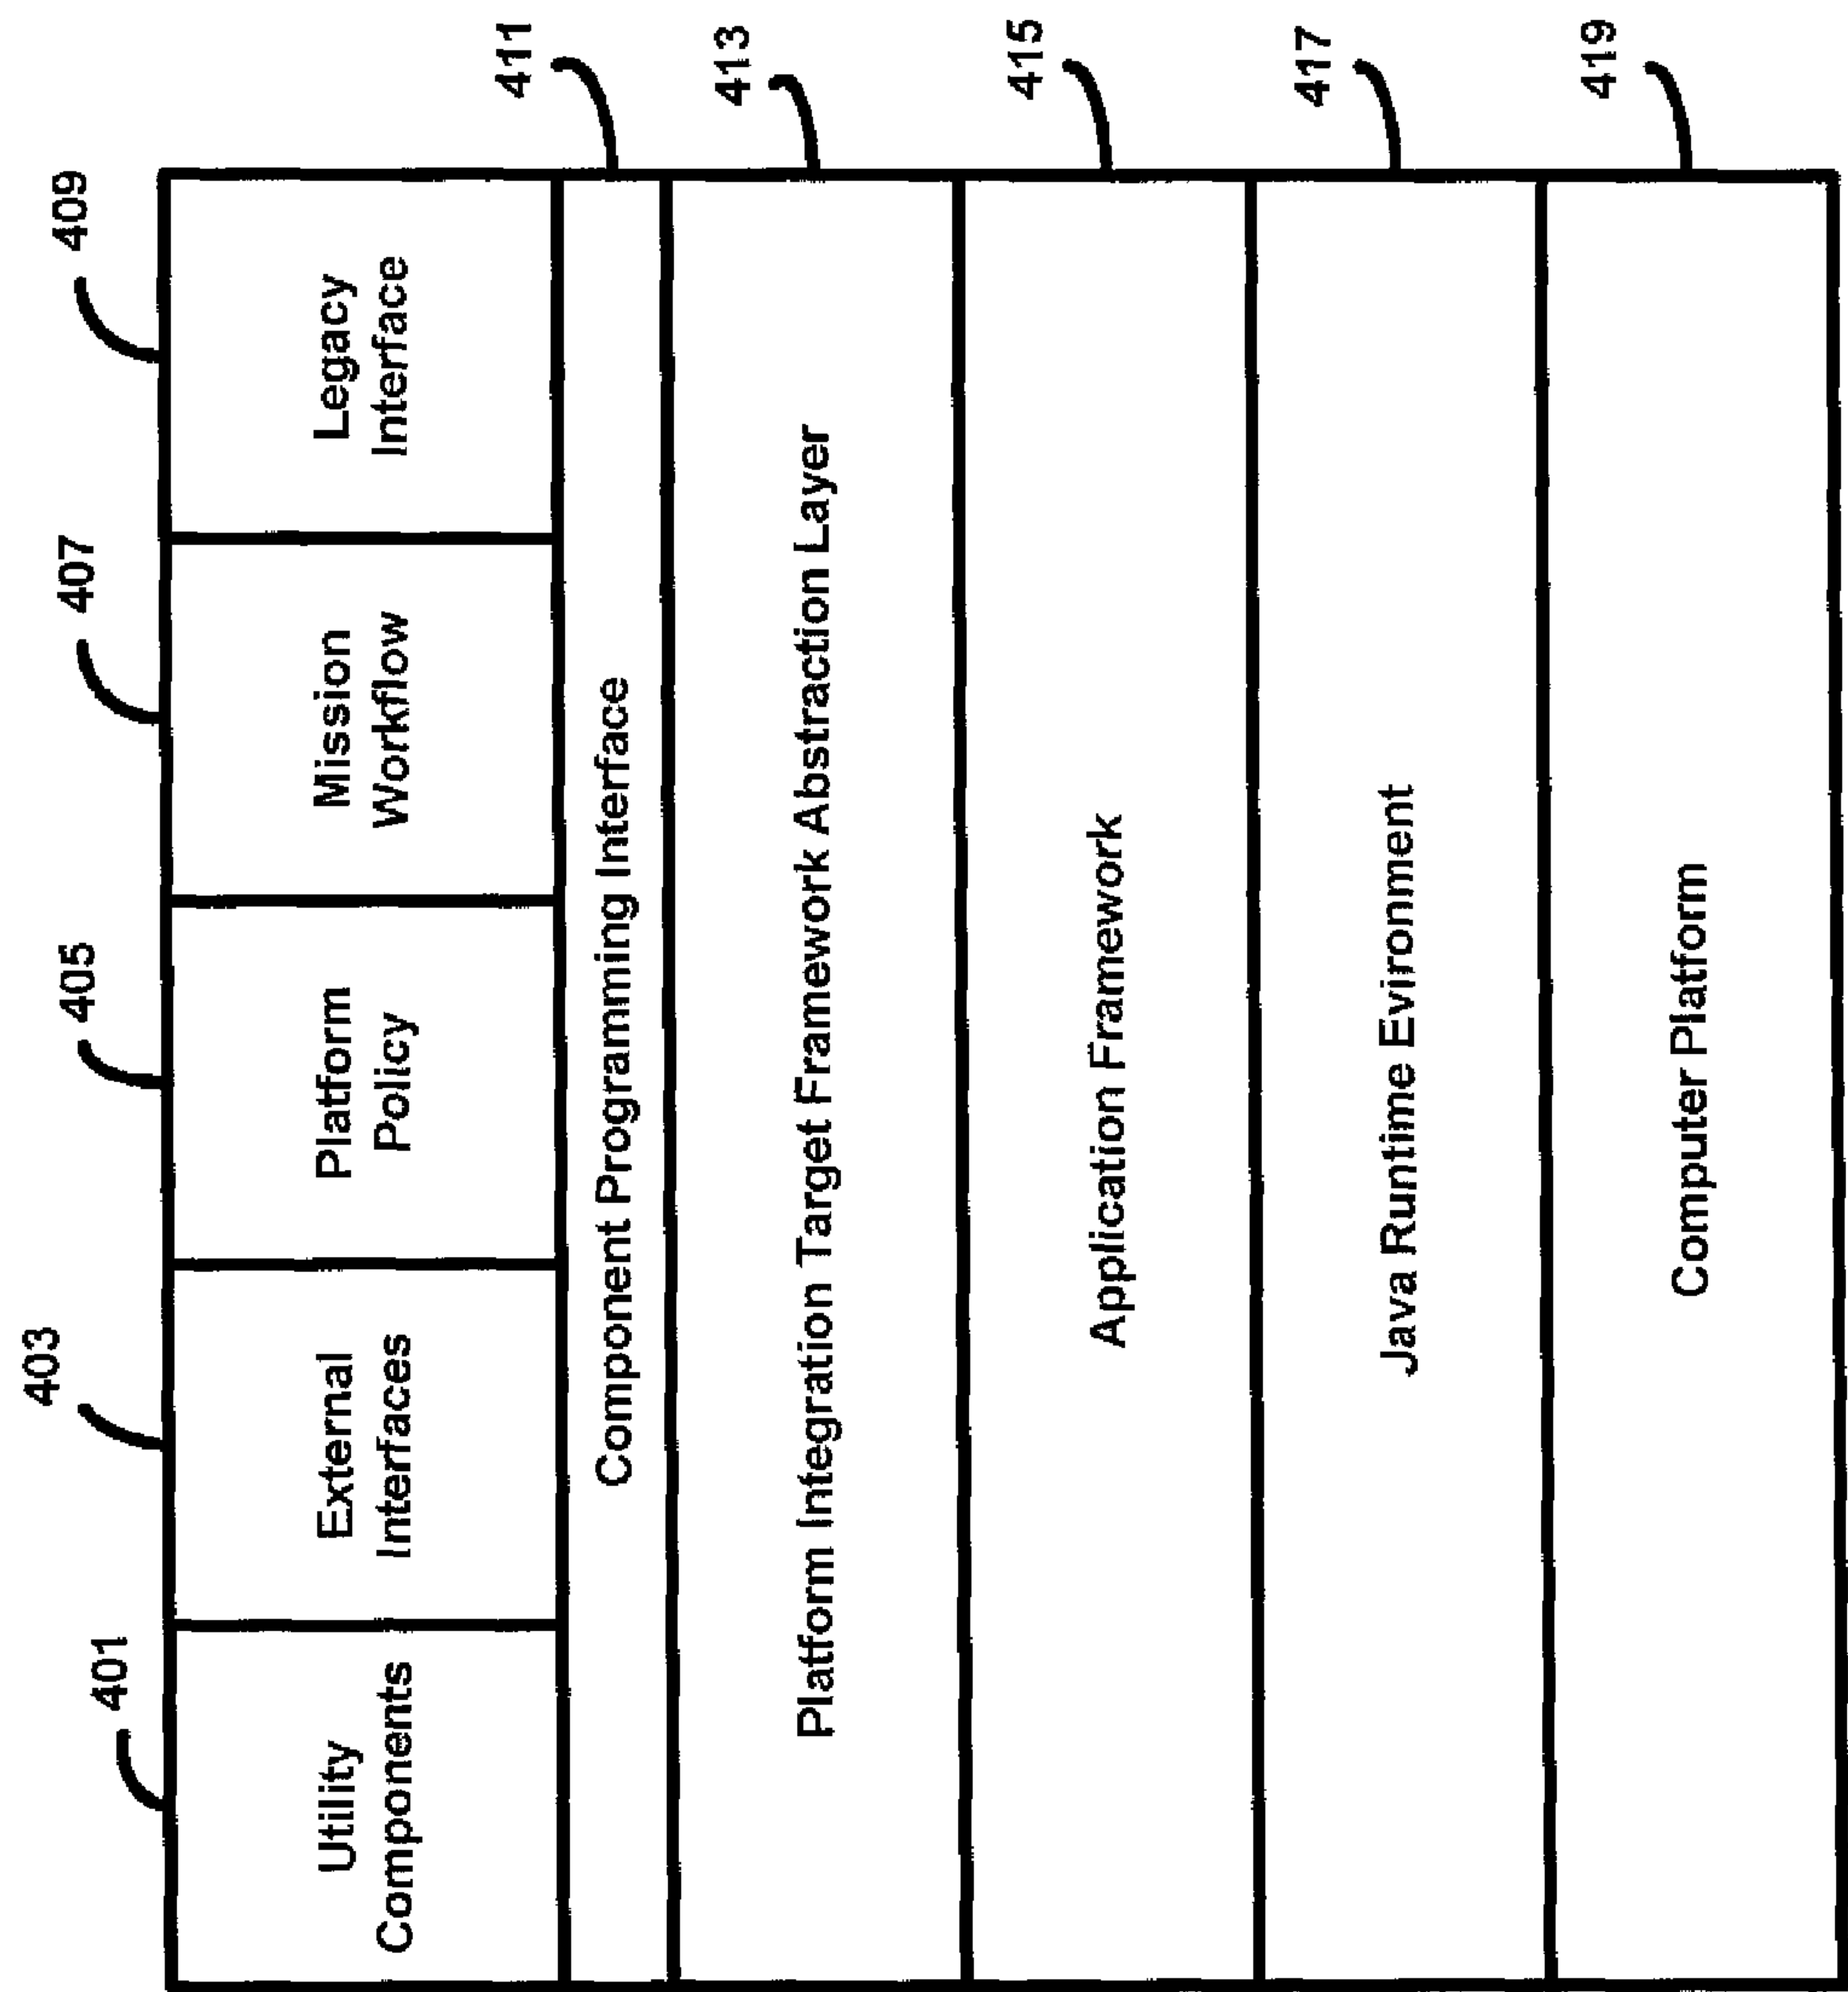 401
403
405
407
409
Utility
Components
External
Interfaces
Platform
Policy
Mission
Workflow
Legacy
Interface
Component Programming Interface
411
Platform Integration Target Framework Abstraction Layer
413
Application Framework
415
Java Runtime Evironment
417
Computer Platform
419